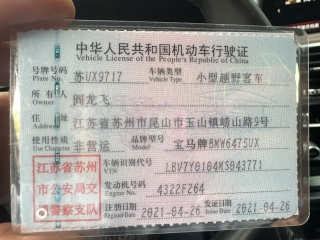 中华人民共和国机动车行驶证
Vehicle License of the People's Republic of China
号牌号码 Plate No. 苏UX9717 车辆类型 Vehicle Type 小型越野客车
所有人 Owner 阎龙飞
住址 Address 江苏省苏州市昆山市玉山镇崂山路9号
使用性质 Use Character 非营运 品牌型号 Model 宝马牌BMW6475UX
江苏省苏州市公安局交通警察支队
车辆识别代号 VIN LBV7Y0104MS043771
发动机号码 Engine No. 4322F264
注册日期 Register Date 2021-04-26 发证日期 Issue Date 2021-04-26